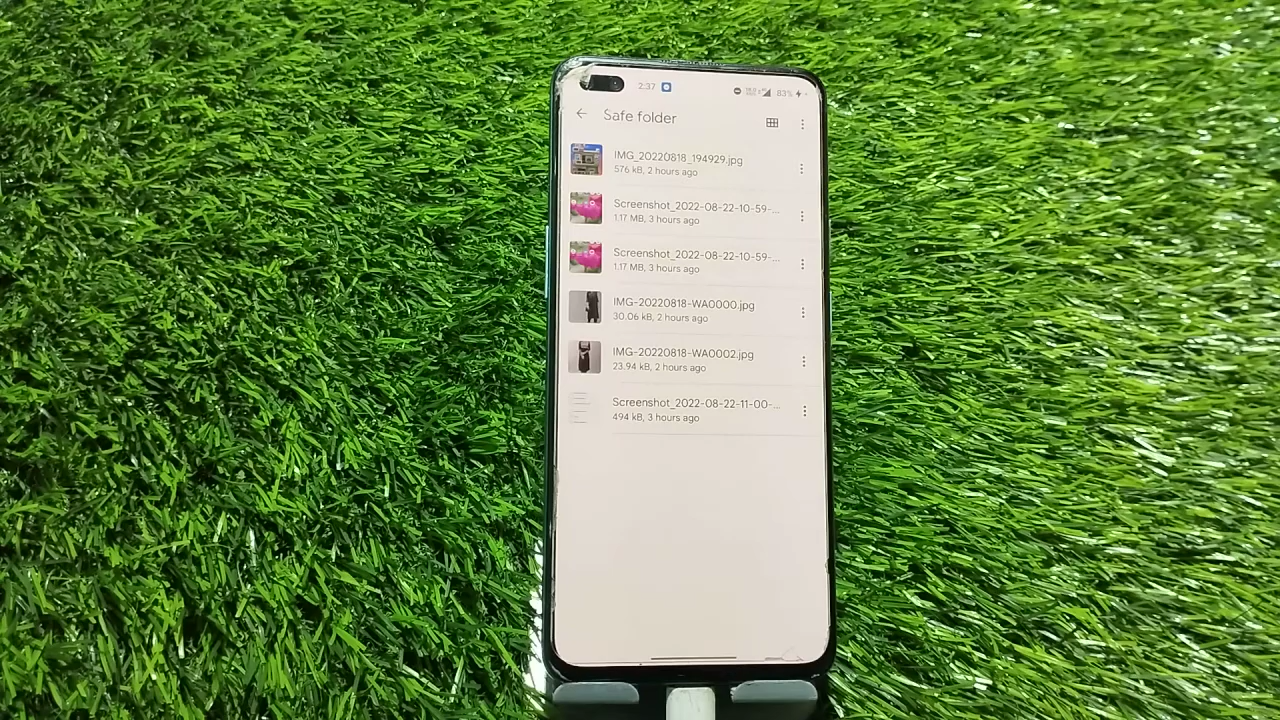 2:37
83%
Safe folder
IMG_20220818_194929.jpg
576 kB, 2 hours ago
Screenshot_2022-08-22-10-59-...
1.17 MB, 3 hours ago
Screenshot_2022-08-22-10-59-...
1.17 MB, 3 hours ago
IMG-20220818-WA0000.jpg
30.06 kB, 2 hours ago
IMG-20220818-WA0002.jpg
23.94 kB, 2 hours ago
Screenshot_2022-08-22-11-00-...
494 kB, 3 hours ago